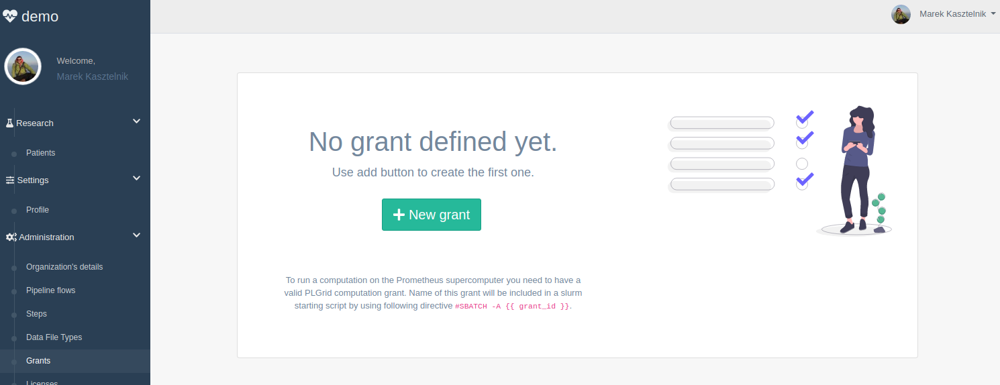 demo
Marek Kasztelnik
Welcome,
Marek Kasztelnik
Research
Patients
Settings
Profile
Administration
Organization's details
Pipeline flows
Steps
Data File Types
Grants
Licenses
No grant defined yet.
Use add button to create the first one.
New grant
To run a computation on the Prometheus supercomputer you need to have a
valid PLGrid computation grant. Name of this grant will be included in a slurm
starting script by using following directive #SBATCH -A {{ grant_id }}.